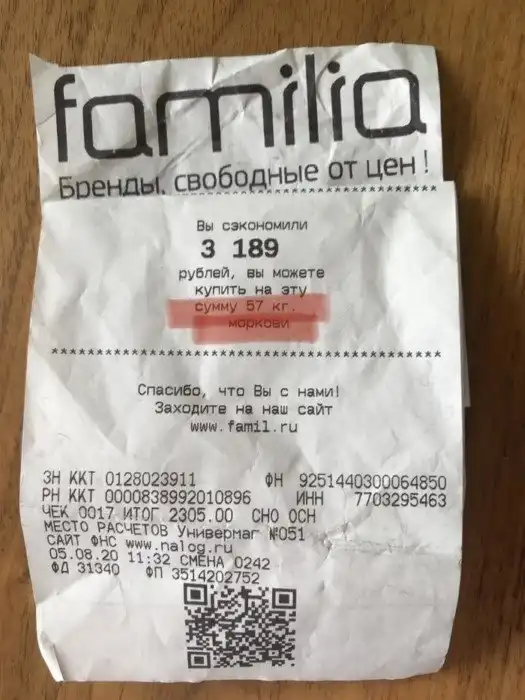 familia
Бренды, свободные от цен!
Вы сэкономили
3 189
рублей, вы можете
купить на эту
сумму 57 кг.
моркови
Спасибо, что Вы с нами!
Заходите на наш сайт
www.famil.ru
ЗН ККТ 0128023911 ФН 9251440300064850
РН ККТ 0000838992010896 ИНН 7703295463
ЧЕК 0017 ИТОГ 2305.00 СНО ОСН
МЕСТО РАСЧЕТОВ Универмаг №051
САЙТ ФНС www.nalog.ru
05.08.20 11:32 СМЕНА 0242
ФД 31340 ФП 3514202752